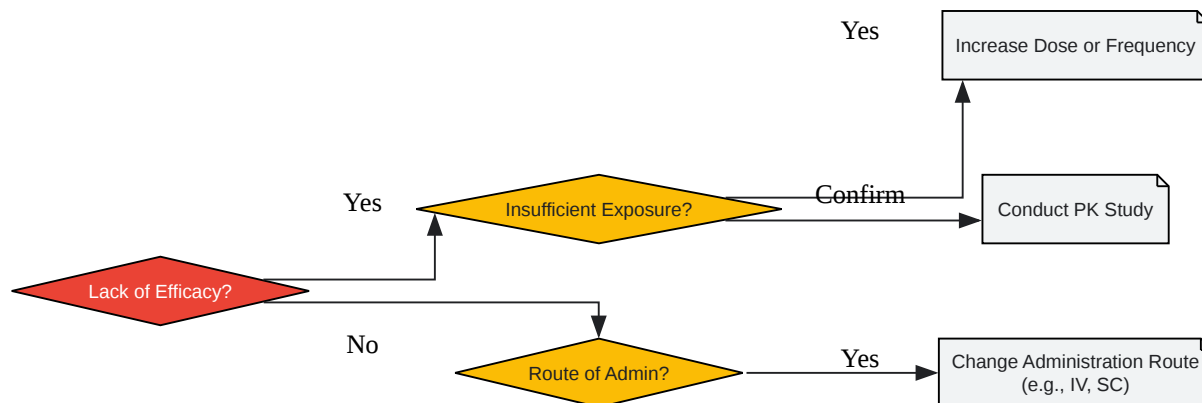 Yes
Increase Dose or Frequency
Yes
Insufficient Exposure?
Confirm
Conduct PK Study
Lack of Efficacy?
No
Route of Admin?
Yes
Change Administration Route
(e.g., IV, SC)